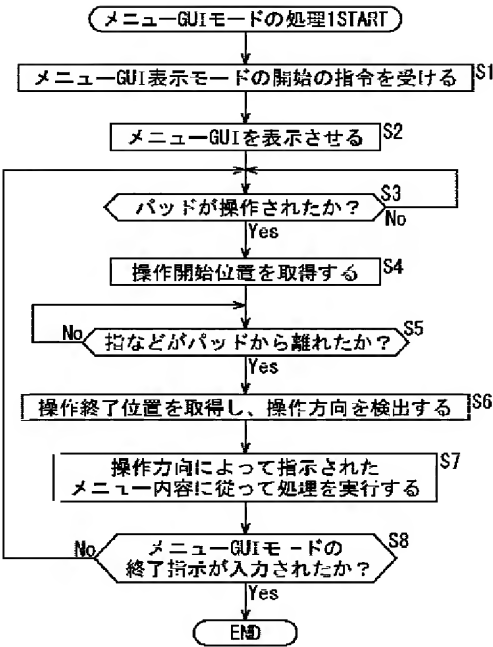 メニューGUIモードの処理1START
メニューGUI表示モードの開始の指令を受ける S1
メニューGUIを表示させる S2
パッドが操作されたか? S3
No
Yes
操作開始位置を取得する S4
No 指などがパッドから離れたか? S5
Yes
操作終了位置を取得し、操作方向を検出する S6
操作方向によって指示された S7
メニュー内容に従って処理を実行する
No メニューGUIモードの S8
終了指示が入力されたか?
Yes
END